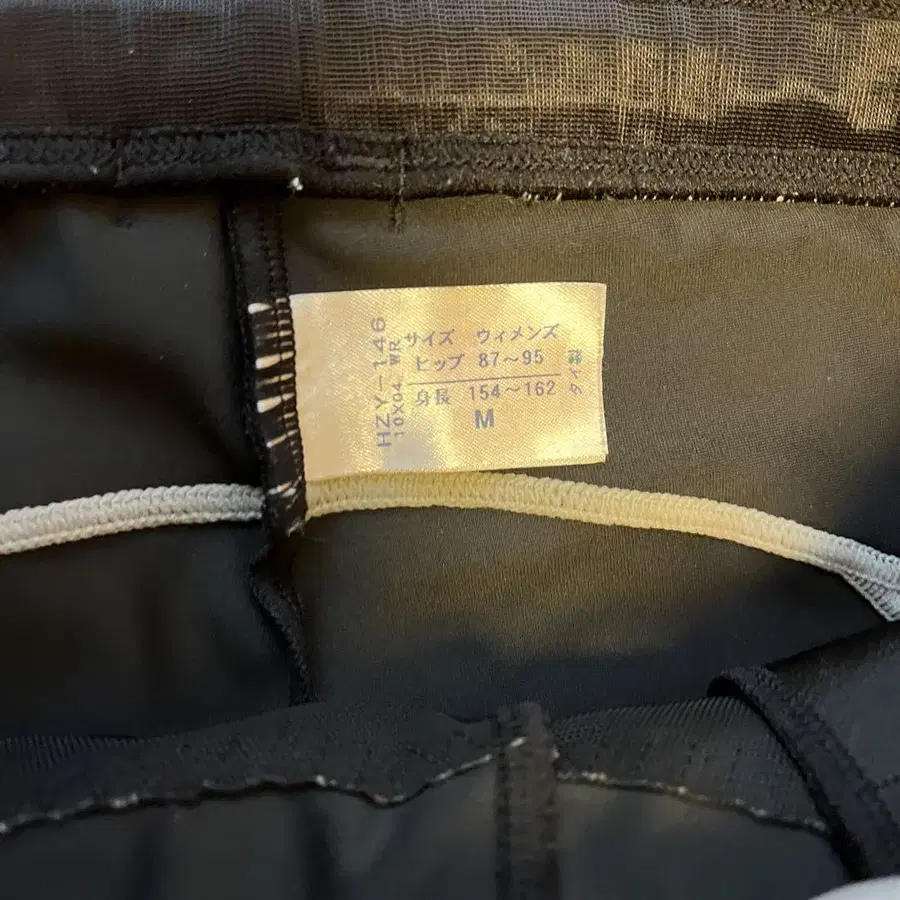 サイズ ウィメンズ
ヒップ 87～95
身長 154～162
M
HZY-146
10X04 WR